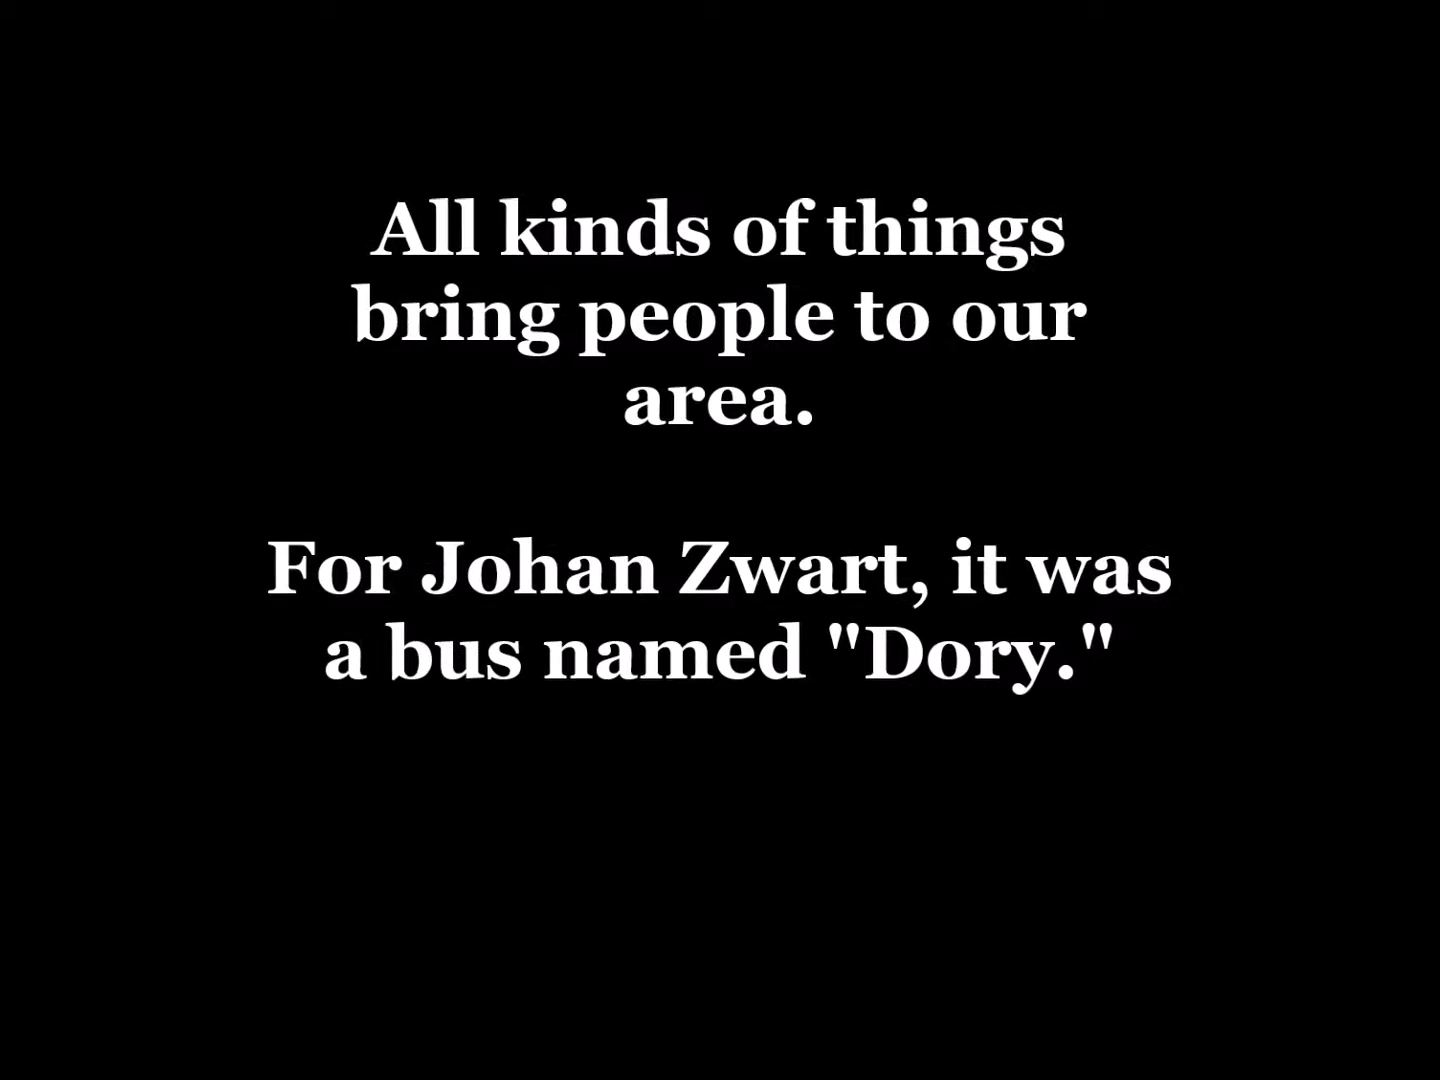 All kinds of things
bring people to our
area.
For Johan Zwart, it was
a bus named "Dory."